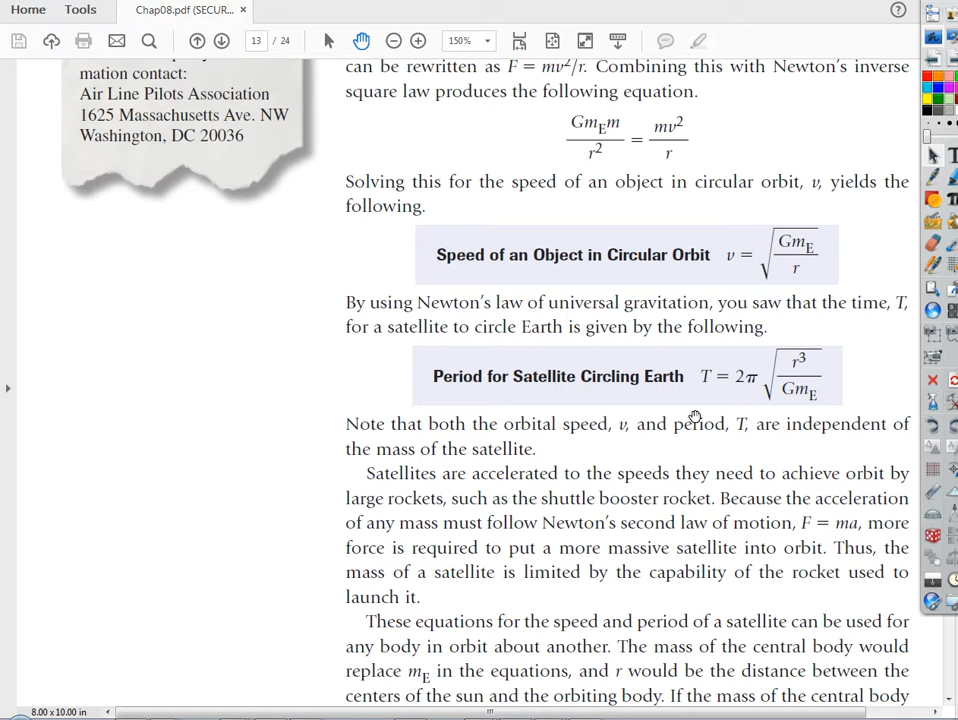 Home Tools Chap08.pdf (SECUR... ×
13 / 24 150%
mation contact:
Air Line Pilots Association
1625 Massachusetts Ave. NW
Washington, DC 20036
can be rewritten as F = mv²/r. Combining this with Newton's inverse
square law produces the following equation.
Gm_E m / r² = mv² / r
Solving this for the speed of an object in circular orbit, v, yields the
following.
Speed of an Object in Circular Orbit v = √(Gm_E / r)
By using Newton's law of universal gravitation, you saw that the time, T,
for a satellite to circle Earth is given by the following.
Period for Satellite Circling Earth T = 2π √(r³ / Gm_E)
Note that both the orbital speed, v, and period, T, are independent of
the mass of the satellite.
Satellites are accelerated to the speeds they need to achieve orbit by
large rockets, such as the shuttle booster rocket. Because the acceleration
of any mass must follow Newton's second law of motion, F = ma, more
force is required to put a more massive satellite into orbit. Thus, the
mass of a satellite is limited by the capability of the rocket used to
launch it.
These equations for the speed and period of a satellite can be used for
any body in orbit about another. The mass of the central body would
replace m_E in the equations, and r would be the distance between the
centers of the sun and the orbiting body. If the mass of the central body
8.00 x 10.00 in